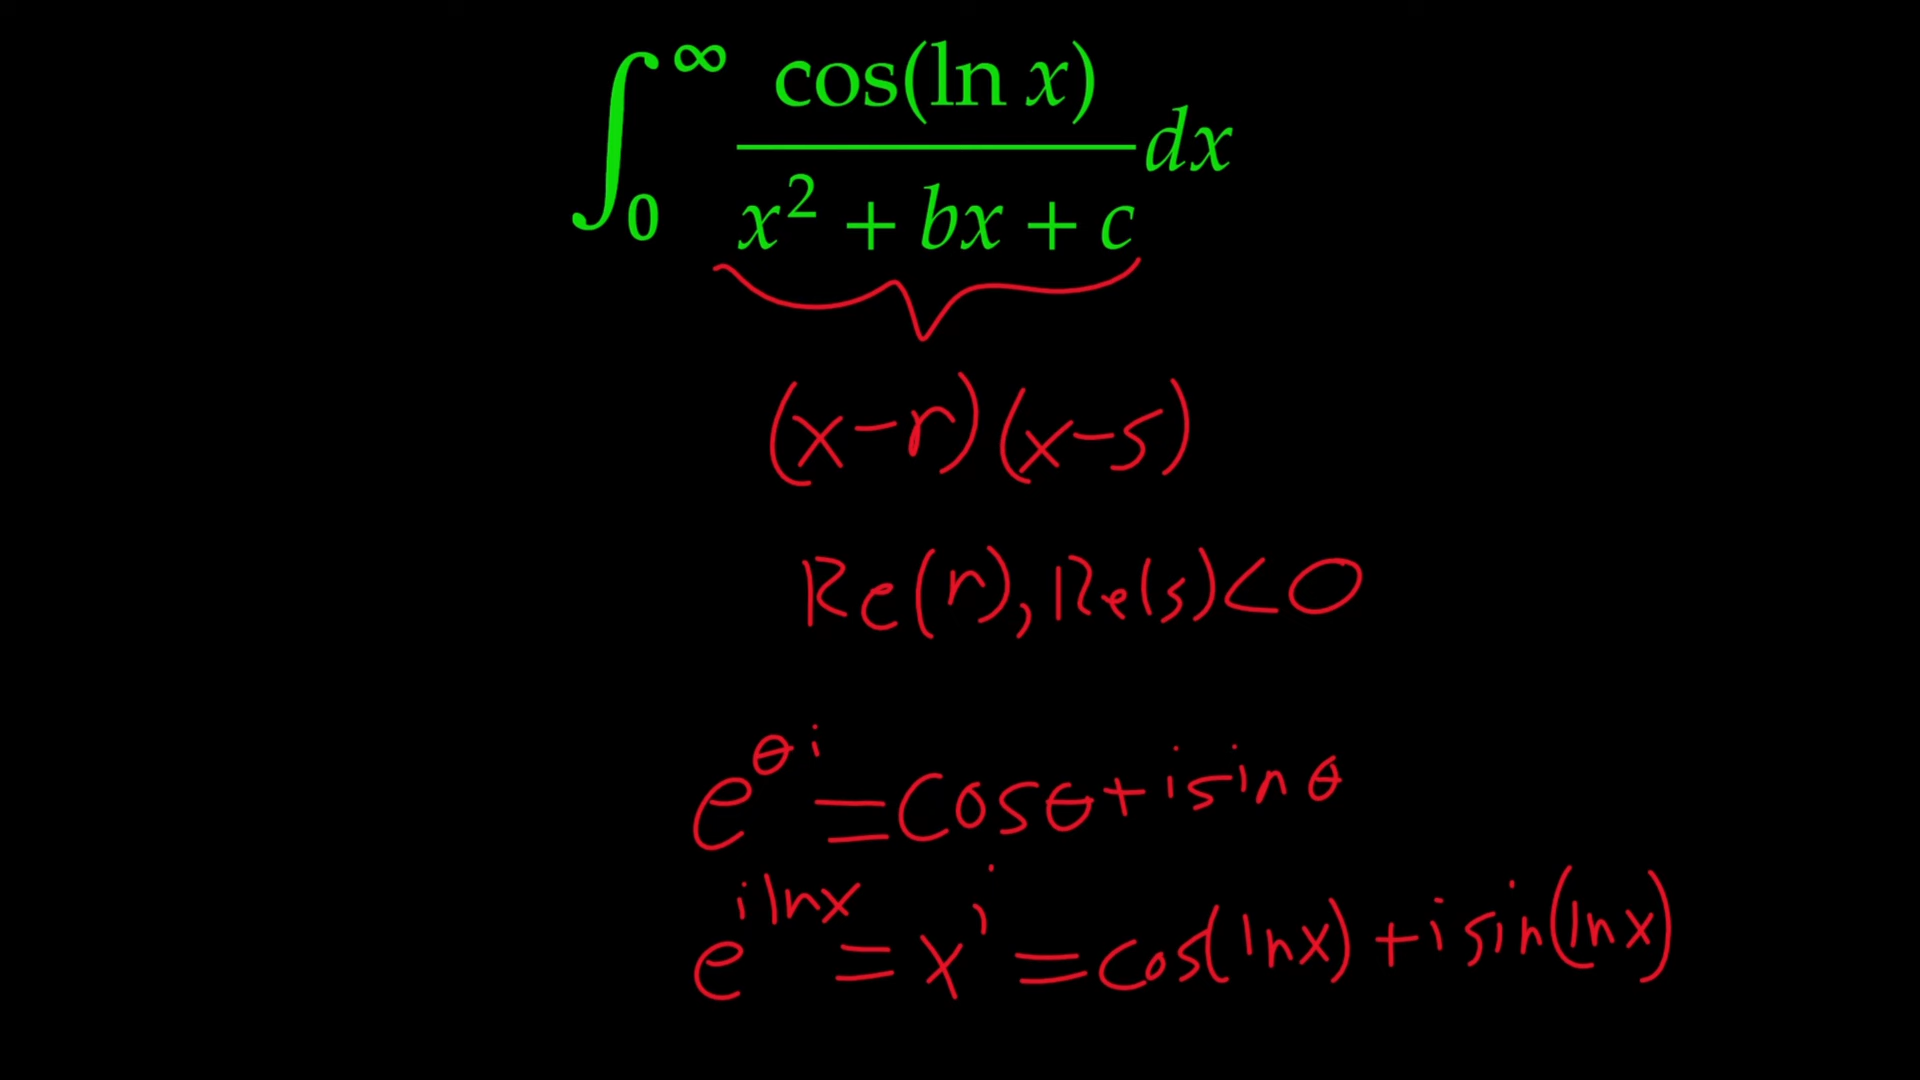 ∫₀^∞ cos(ln x) / (x² + bx + c) dx
(x-r)(x-s)
Re(r), Re(s)<0
e^{θi} = cosθ + i sinθ
e^{i ln x} = x^i = cos(ln x) + i sin(ln x)